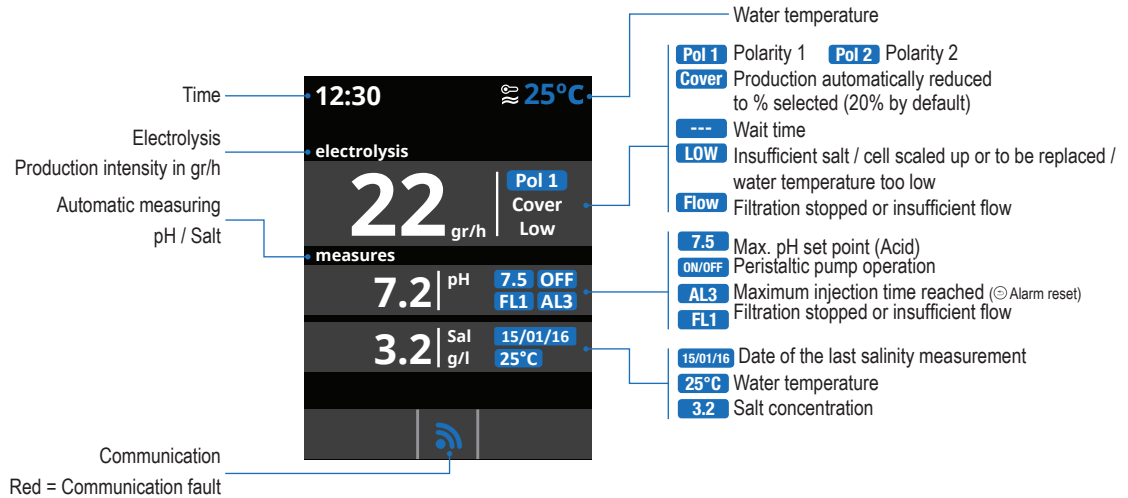 Time
Electrolysis
Production intensity in gr/h
Automatic measuring
pH / Salt
Communication
Red = Communication fault
12:30 25°C
electrolysis
22 gr/h
Pol 1
Cover
Low
measures
7.2 pH 7.5 OFF
FL1 AL3
3.2 Sal 15/01/16
g/l 25°C
Water temperature
Pol 1 Polarity 1 Pol 2 Polarity 2
Cover Production automatically reduced
to % selected (20% by default)
--- Wait time
LOW Insufficient salt / cell scaled up or to be replaced /
water temperature too low
Flow Filtration stopped or insufficient flow
7.5 Max. pH set point (Acid)
ON/OFF Peristaltic pump operation
AL3 Maximum injection time reached (⊜ Alarm reset)
FL1 Filtration stopped or insufficient flow
15/01/16 Date of the last salinity measurement
25°C Water temperature
3.2 Salt concentration